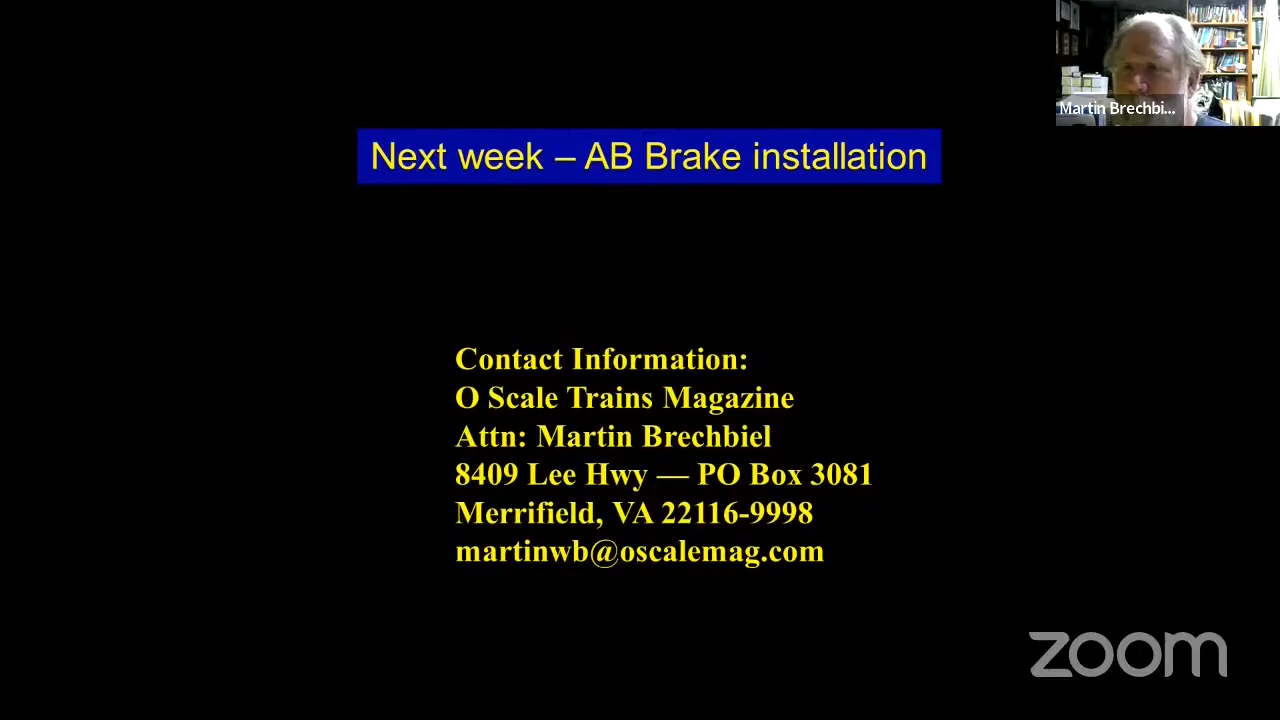 Martin Brechbi...
Next week – AB Brake installation
Contact Information:
O Scale Trains Magazine
Attn: Martin Brechbiel
8409 Lee Hwy — PO Box 3081
Merrifield, VA 22116-9998
martinwb@oscalemag.com
zoom